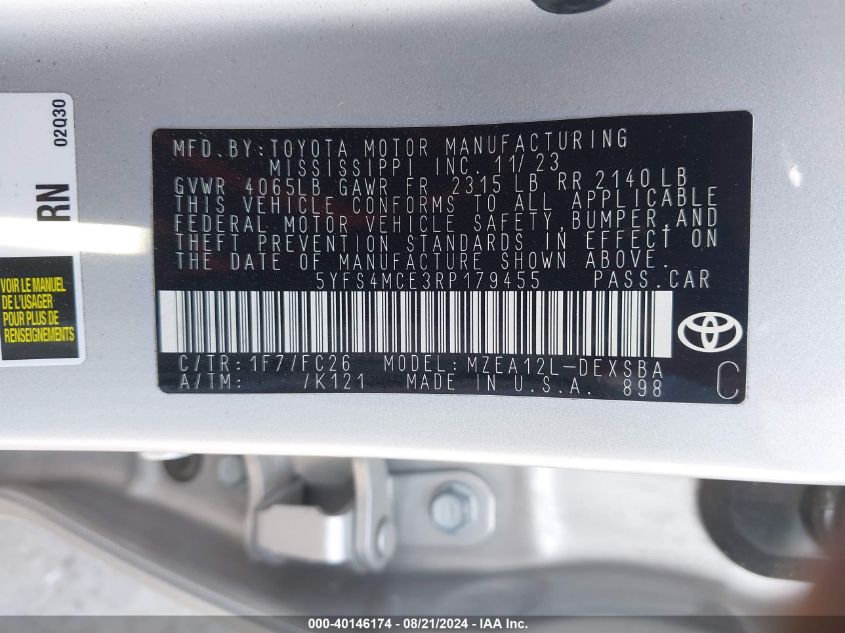 02Q30
RN
VOIR LE MANUEL
DE L'USAGER
POUR PLUS DE
RENSEIGNEMENTS
MFD. BY: TOYOTA MOTOR MANUFACTURING
MISSISSIPPI INC. 11/23
GVWR 4065LB GAWR FR 2315 LB RR 2140 LB
THIS VEHICLE CONFORMS TO ALL APPLICABLE
FEDERAL MOTOR VEHICLE SAFETY, BUMPER, AND
THEFT PREVENTION STANDARDS IN EFFECT ON
THE DATE OF MANUFACTURE SHOWN ABOVE.
5YFS4MCE3RP179455 PASS. CAR
C/TR: 1F7/FC26 MODEL: MZEA12L-DEXSBA
A/TM: /K121 MADE IN U.S.A. 898
C
000-40146174 - 08/21/2024 - IAA Inc.